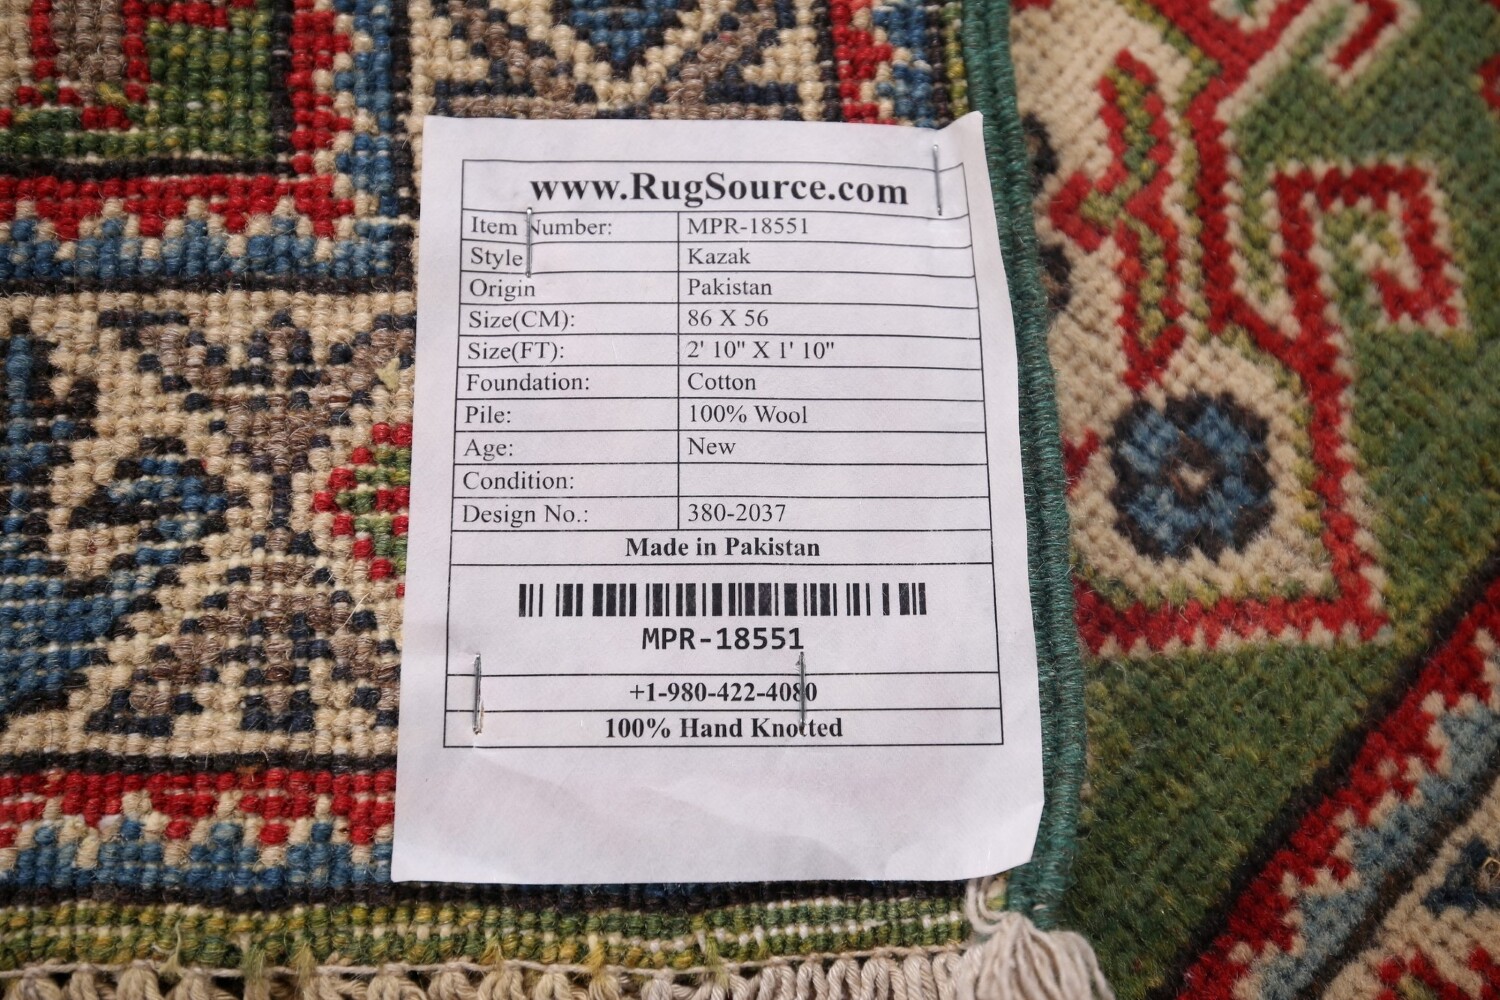 www.RugSource.com
Item Number: MPR-18551
Style Kazak
Origin Pakistan
Size(CM): 86 X 56
Size(FT): 2' 10" X 1' 10"
Foundation: Cotton
Pile: 100% Wool
Age: New
Condition:
Design No.: 380-2037
Made in Pakistan
MPR-18551
+1-980-422-4080
100% Hand Knotted